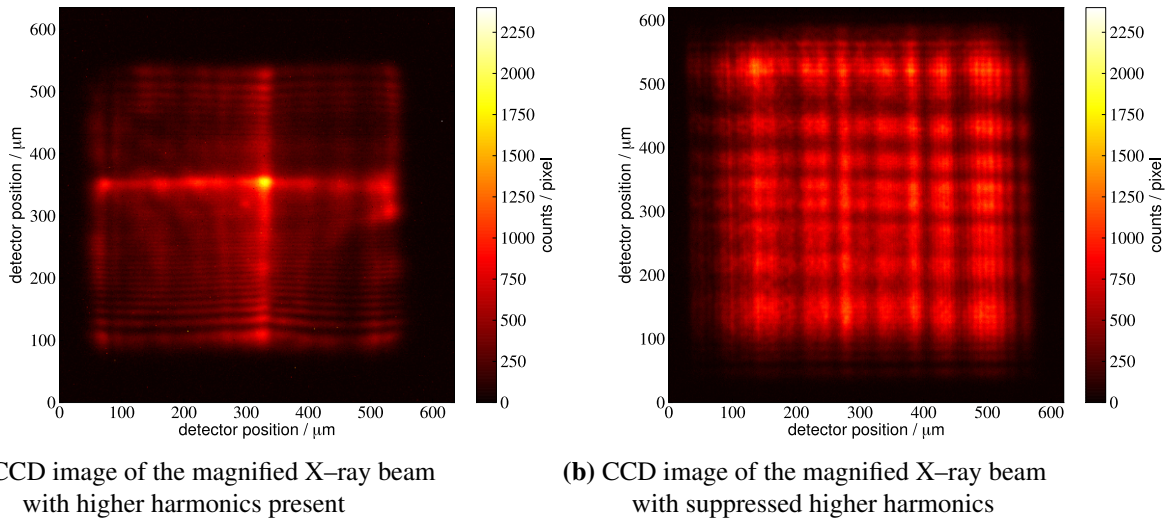 600
500
400
300
200
100
0
detector position / μm
0 100 200 300 400 500 600
detector position / μm
2250
2000
1750
1500
1250
1000
750
500
250
0
counts / pixel
600
500
400
300
200
100
0
detector position / μm
0 100 200 300 400 500 600
detector position / μm
2250
2000
1750
1500
1250
1000
750
500
250
0
counts / pixel
CCD image of the magnified X–ray beam
with higher harmonics present
(b) CCD image of the magnified X–ray beam
with suppressed higher harmonics